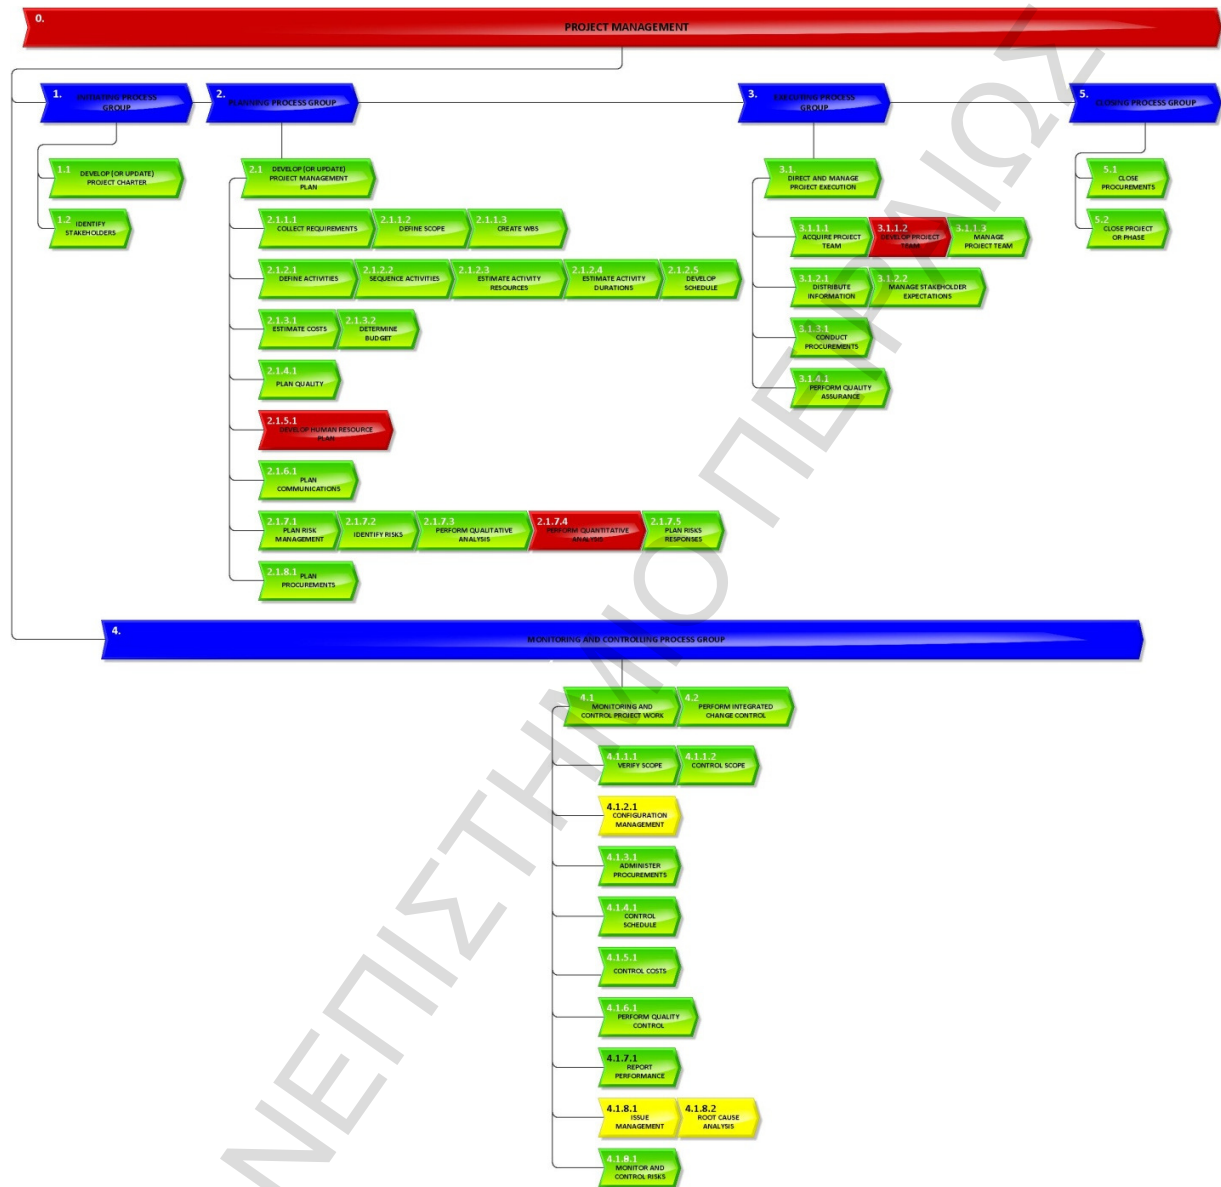 0.
PROJECT MANAGEMENT
1.
INITIATING PROCESS
GROUP
2.
PLANNING PROCESS GROUP
3.
EXECUTING PROCESS
GROUP
5.
CLOSING PROCESS GROUP
1.1
DEVELOP (OR UPDATE)
PROJECT CHARTER
1.2
IDENTIFY
STAKEHOLDERS
2.1
DEVELOP (OR UPDATE)
PROJECT MANAGEMENT
PLAN
2.1.1.1
COLLECT REQUIREMENTS
2.1.1.2
DEFINE SCOPE
2.1.1.3
CREATE WBS
2.1.2.1
DEFINE ACTIVITIES
2.1.2.2
SEQUENCE ACTIVITIES
2.1.2.3
ESTIMATE ACTIVITY
RESOURCES
2.1.2.4
ESTIMATE ACTIVITY
DURATIONS
2.1.2.5
DEVELOP
SCHEDULE
2.1.3.1
ESTIMATE COSTS
2.1.3.2
DETERMINE
BUDGET
2.1.4.1
PLAN QUALITY
2.1.5.1
DEVELOP HUMAN RESOURCE
PLAN
2.1.6.1
PLAN
COMMUNICATIONS
2.1.7.1
PLAN RISK
MANAGEMENT
2.1.7.2
IDENTIFY RISKS
2.1.7.3
PERFORM QUALITATIVE
ANALYSIS
2.1.7.4
PERFORM QUANTITATIVE
ANALYSIS
2.1.7.5
PLAN RISKS
RESPONSES
2.1.8.1
PLAN
PROCUREMENTS
3.1.
DIRECT AND MANAGE
PROJECT EXECUTION
3.1.1.1
ACQUIRE PROJECT
TEAM
3.1.1.2
DEVELOP PROJECT
TEAM
3.1.1.3
MANAGE
PROJECT TEAM
3.1.2.1
DISTRIBUTE
INFORMATION
3.1.2.2
MANAGE STAKEHOLDER
EXPECTATIONS
3.1.3.1
CONDUCT
PROCUREMENTS
3.1.4.1
PERFORM QUALITY
ASSURANCE
5.1
CLOSE
PROCUREMENTS
5.2
CLOSE PROJECT
OR PHASE
4.
MONITORING AND CONTROLLING PROCESS GROUP
4.1
MONITORING AND
CONTROL PROJECT WORK
4.2
PERFORM INTEGRATED
CHANGE CONTROL
4.1.1.1
VERIFY SCOPE
4.1.1.2
CONTROL SCOPE
4.1.2.1
CONFIGURATION
MANAGEMENT
4.1.3.1
ADMINISTER
PROCUREMENTS
4.1.4.1
CONTROL
SCHEDULE
4.1.5.1
CONTROL COSTS
4.1.6.1
PERFORM QUALITY
CONTROL
4.1.7.1
REPORT
PERFORMANCE
4.1.8.1
ISSUE
MANAGEMENT
4.1.8.2
ROOT CAUSE
ANALYSIS
4.1.8.1
MONITOR AND
CONTROL RISKS
ΝΕΠΙΣΤΗΜΙΟ ΠΕΙΡΑΙΩΣ